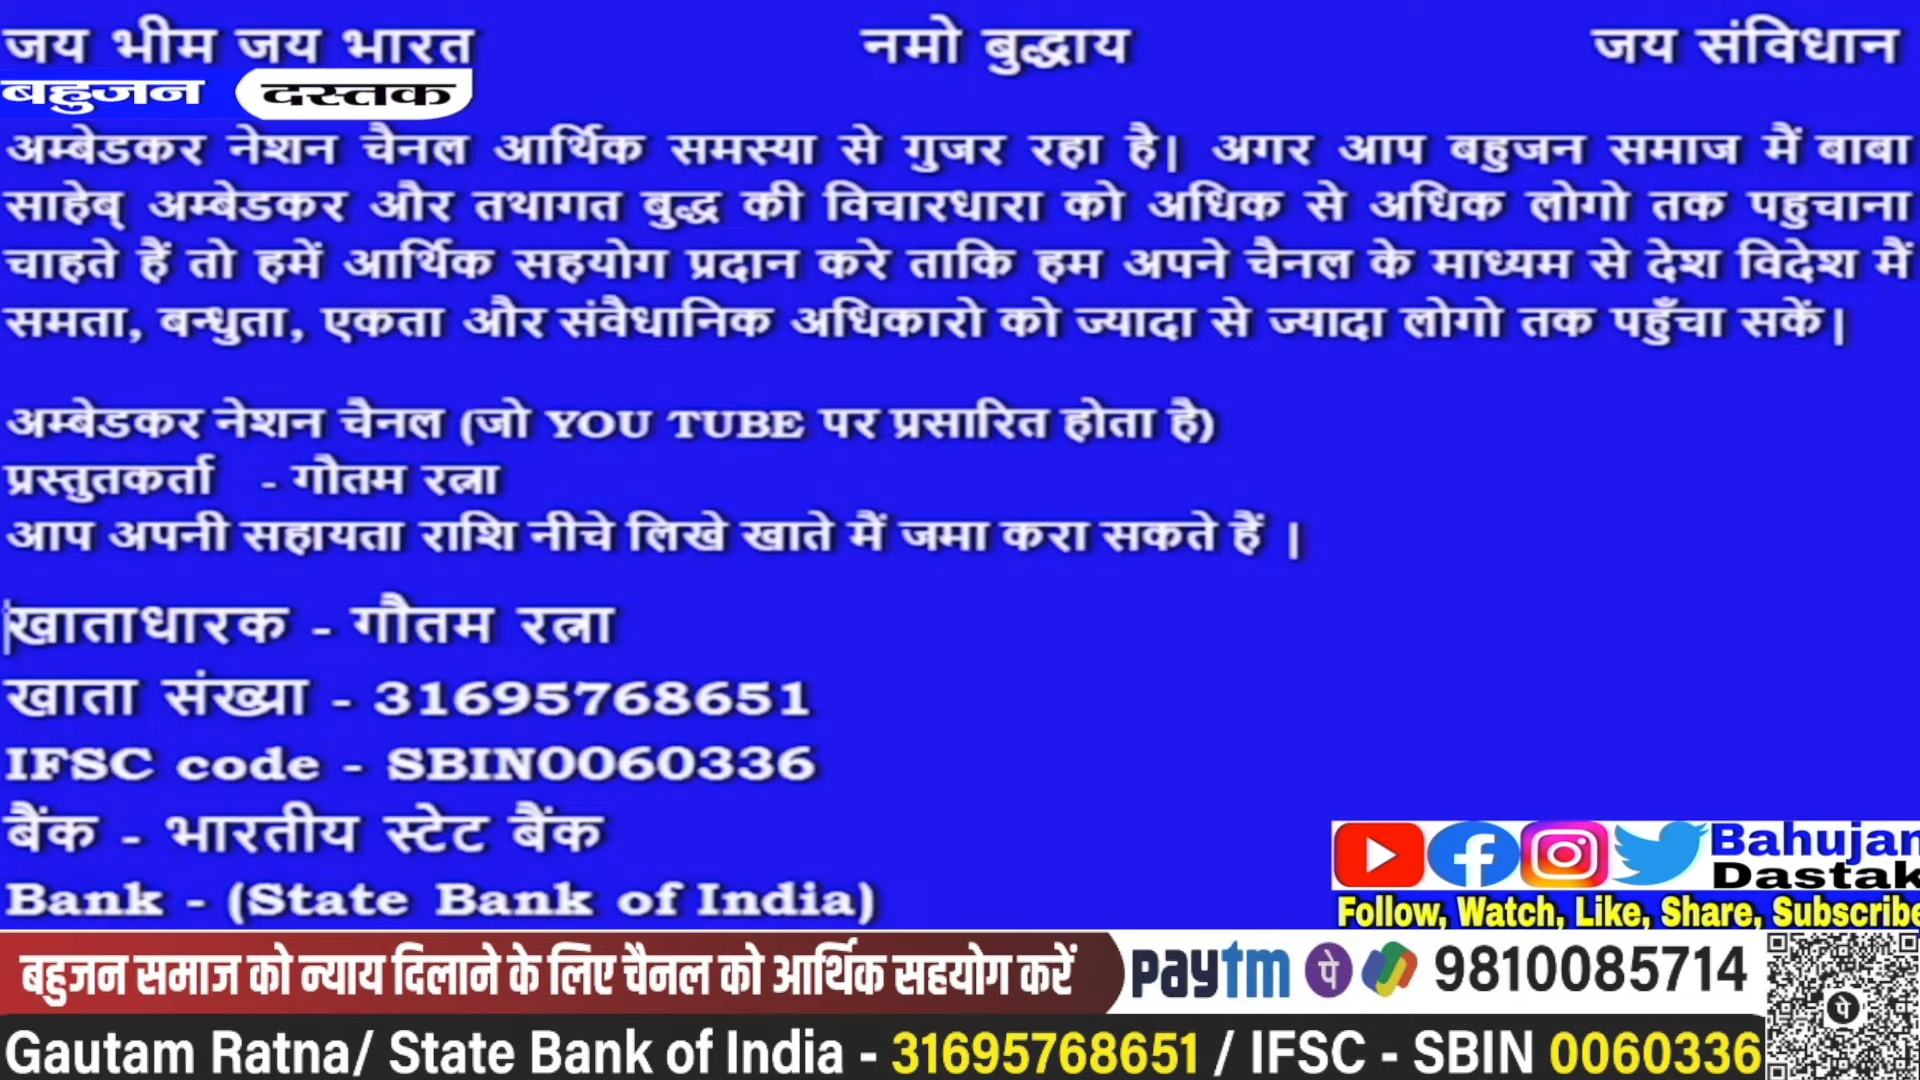 जय भीम जय भारत नमो बुद्धाय जय संविधान
बहुजन दस्तक
अम्बेडकर नेशन चैनल आर्थिक समस्या से गुजर रहा है| अगर आप बहुजन समाज मैं बाबा
साहेब् अम्बेडकर और तथागत बुद्ध की विचारधारा को अधिक से अधिक लोगो तक पहुचाना
चाहते हैं तो हमें आर्थिक सहयोग प्रदान करे ताकि हम अपने चैनल के माध्यम से देश विदेश मैं
समता, बन्धुता, एकता और संवैधानिक अधिकारो को ज्यादा से ज्यादा लोगो तक पहुँचा सकें|
अम्बेडकर नेशन चैनल (जो YOU TUBE पर प्रसारित होता है)
प्रस्तुतकर्ता - गौतम रत्ना
आप अपनी सहायता राशि नीचे लिखे खाते में जमा करा सकते हैं |
खाताधारक - गौतम रत्ना
खाता संख्या - 31695768651
IFSC code - SBIN0060336
बैंक - भारतीय स्टेट बैंक
Bank - (State Bank of India)
Bahujan
Dastak
Follow, Watch, Like, Share, Subscribe
बहुजन समाज को न्याय दिलाने के लिए चैनल को आर्थिक सहयोग करें paytm पे 9810085714
Gautam Ratna/ State Bank of India - 31695768651 / IFSC - SBIN 0060336